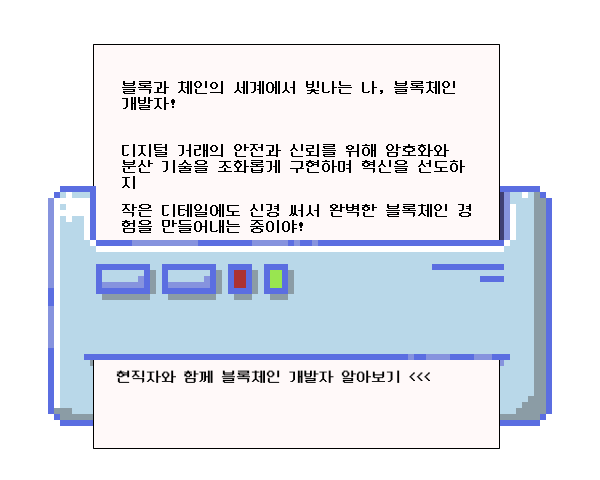 블록과 체인의 세계에서 빛나는 나, 블록체인
개발자!
디지털 거래의 안전과 신뢰를 위해 암호화와
분산 기술을 조화롭게 구현하며 혁신을 선도하
지
작은 디테일에도 신경 써서 완벽한 블록체인 경
험을 만들어내는 중이야!
현직자와 함께 블록체인 개발자 알아보기 <<<